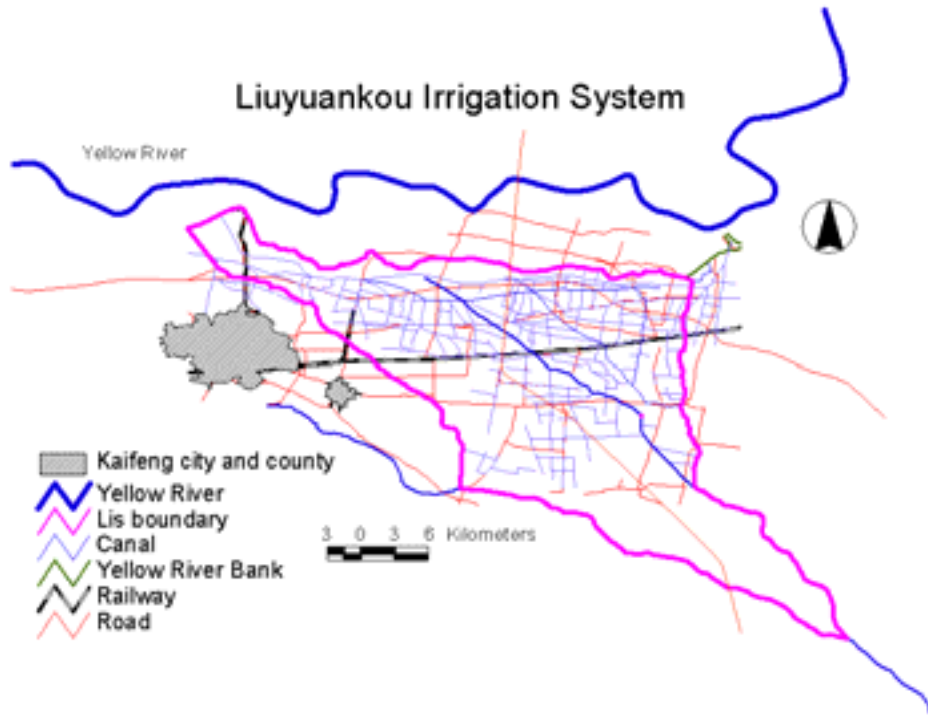 Liuyuankou Irrigation System
Yellow River
Kaifeng city and county
Yellow River
Lis boundary
Canal
Yellow River Bank
Railway
Road
3 0 3 6 Kilometers